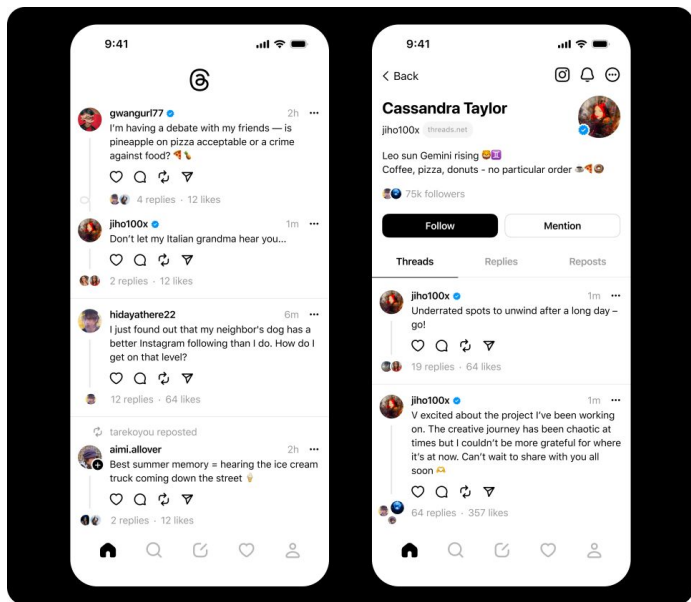 9:41
gwangurl77
2h
I'm having a debate with my friends — is
pineapple on pizza acceptable or a crime
against food? 🍕🍍
4 replies · 12 likes
jiho100x
1m
Don't let my Italian grandma hear you...
2 replies · 12 likes
hidayathere22
6m
I just found out that my neighbor's dog has a
better Instagram following than I do. How do I
get on that level?
12 replies · 64 likes
tarekoyou reposted
aimi.allover
2h
Best summer memory = hearing the ice cream
truck coming down the street 🍦
2 replies · 12 likes
9:41
Back
Cassandra Taylor
jiho100x threads.net
Leo sun Gemini rising 🦁♊
Coffee, pizza, donuts - no particular order ☕🍕🍩
75k followers
Follow
Mention
Threads
Replies
Reposts
jiho100x
1m
Underrated spots to unwind after a long day –
go!
19 replies · 64 likes
jiho100x
1m
V excited about the project I've been working
on. The creative journey has been chaotic at
times but I couldn't be more grateful for where
it's at now. Can't wait to share with you all
soon 🫶
64 replies · 357 likes